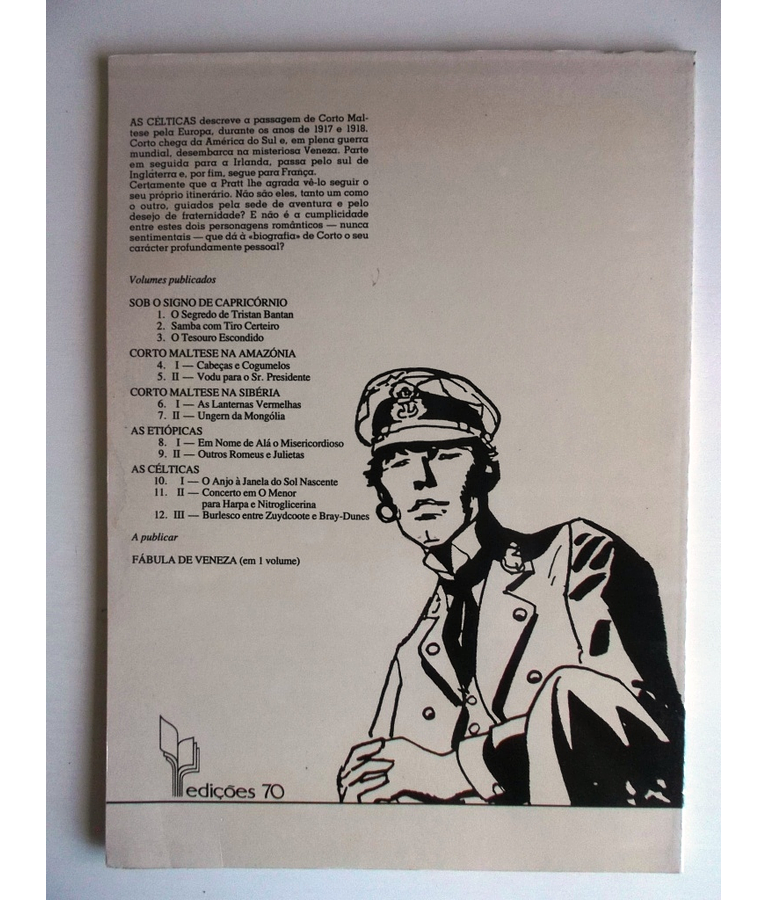 AS CÉLTICAS descreve a passagem de Corto Mal-
tese pela Europa, durante os anos de 1917 e 1918.
Corto chega da América do Sul e, em plena guerra
mundial, desembarca na misteriosa Veneza. Parte
em seguida para a Irlanda, passa pelo sul de
Inglaterra e, por fim, segue para França.
Certamente que a Pratt lhe agrada vê-lo seguir o
seu próprio itinerário. Não são eles, tanto um como
o outro, guiados pela sede de aventura e pelo
desejo de fraternidade? E não é a cumplicidade
entre estes dois personagens românticos — nunca
sentimentais — que dá à «biografia» de Corto o seu
carácter profundamente pessoal?
Volumes publicados
SOB O SIGNO DE CAPRICÓRNIO
1. O Segredo de Tristan Bantan
2. Samba com Tiro Certeiro
3. O Tesouro Escondido
CORTO MALTESE NA AMAZÓNIA
4. I — Cabeças e Cogumelos
5. II — Vodu para o Sr. Presidente
CORTO MALTESE NA SIBÉRIA
6. I — As Lanternas Vermelhas
7. II — Ungern da Mongólia
AS ETIÓPICAS
8. I — Em Nome de Alá o Misericordioso
9. II — Outros Romeus e Julietas
AS CÉLTICAS
10. I — O Anjo à Janela do Sol Nascente
11. II — Concerto em O Menor
para Harpa e Nitroglicerina
12. III — Burlesco entre Zuydcoote e Bray-Dunes
A publicar
FÁBULA DE VENEZA (em 1 volume)
edições 70